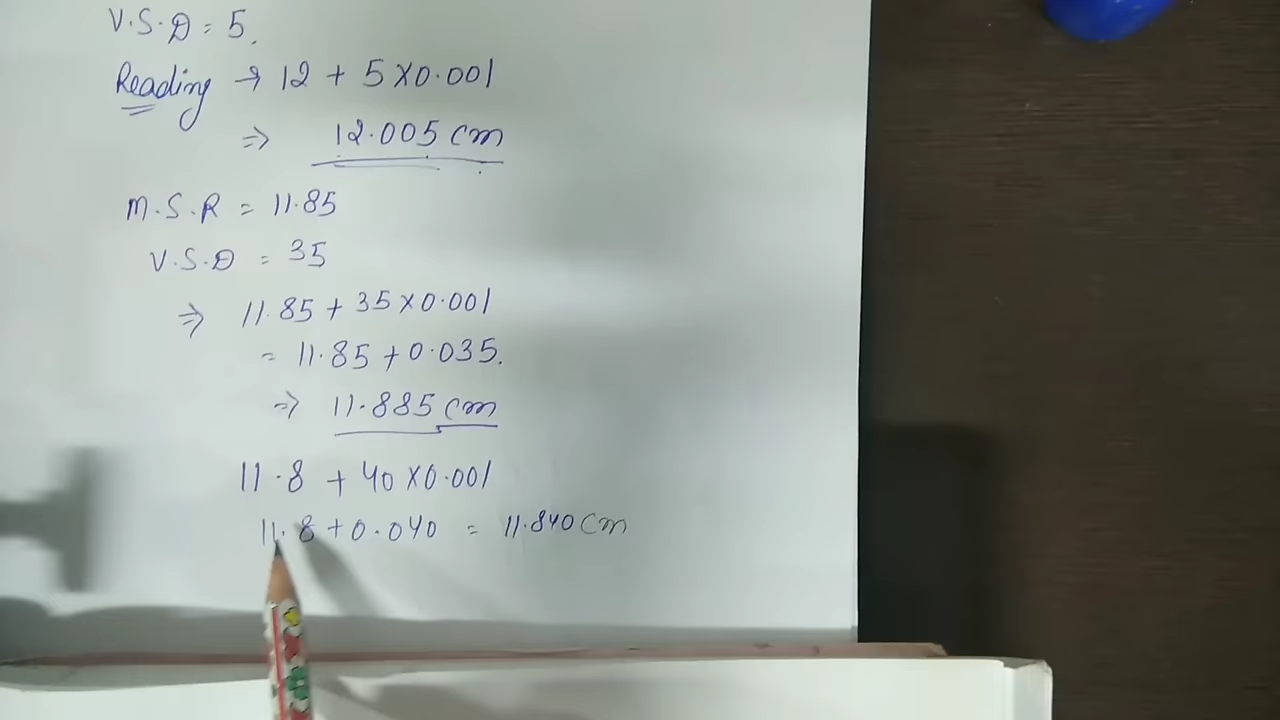 V.S.D = 5.
Reading → 12 + 5 × 0.001
⇒ 12.005 cm
M.S.R = 11.85
V.S.D = 35
⇒ 11.85 + 35 × 0.001
= 11.85 + 0.035.
⇒ 11.885 cm
11.8 + 40 × 0.001
11.8 + 0.040 = 11.840 cm